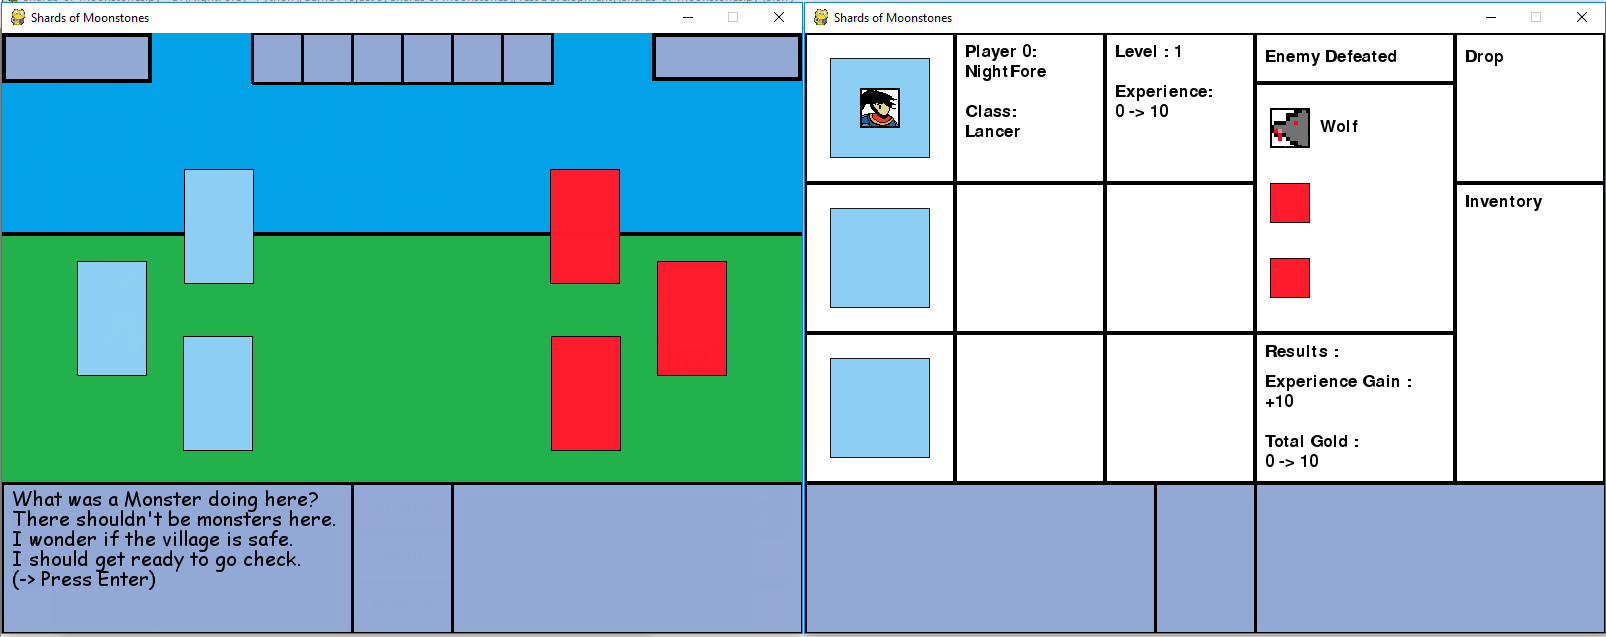 Shards of Moonstones
What was a Monster doing here?
There shouldn't be monsters here.
I wonder if the village is safe.
I should get ready to go check.
(-> Press Enter)
Shards of Moonstones
Player 0:
NightFore
Class:
Lancer
Level : 1
Experience:
0 -> 10
Enemy Defeated
Wolf
Results :
Experience Gain :
+10
Total Gold :
0 -> 10
Drop
Inventory